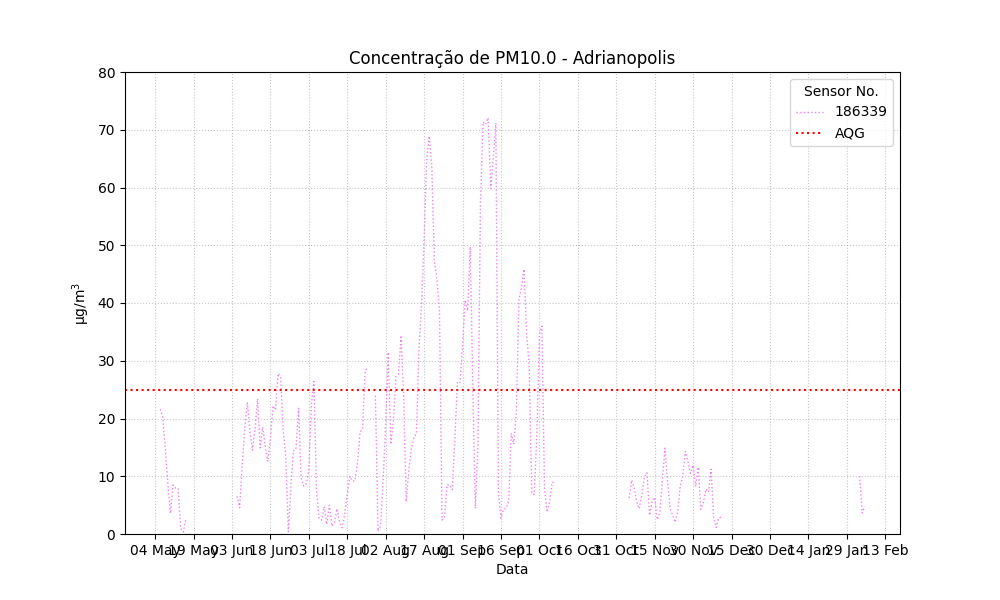 Concentração de PM10.0 - Adrianopolis
80
70
60
50
40
30
20
10
0
µg/m³
Sensor No.
186339
AQG
04 May 19 May 03 Jun 18 Jun 03 Jul 18 Jul 02 Aug 17 Aug 01 Sep 16 Sep 01 Oct 16 Oct 31 Oct 15 Nov 30 Nov 15 Dec 30 Dec 14 Jan 29 Jan 13 Feb
Data